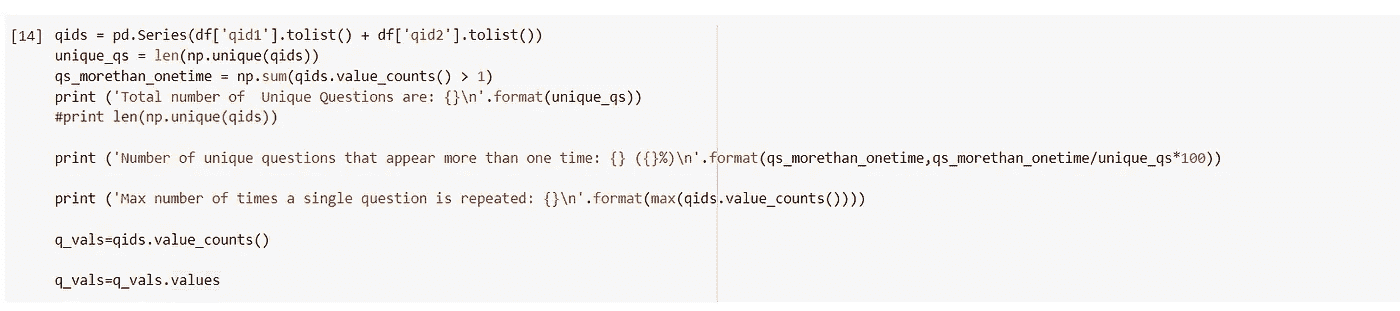 [14] qids = pd.Series(df['qid1'].tolist() + df['qid2'].tolist())
unique_qs = len(np.unique(qids))
qs_morethan_onetime = np.sum(qids.value_counts() > 1)
print ('Total number of  Unique Questions are: {}\n'.format(unique_qs))
#print len(np.unique(qids))
print ('Number of unique questions that appear more than one time: {} ({}%)\n'.format(qs_morethan_onetime,qs_morethan_onetime/unique_qs*100))
print ('Max number of times a single question is repeated: {}\n'.format(max(qids.value_counts())))
q_vals=qids.value_counts()
q_vals=q_vals.values